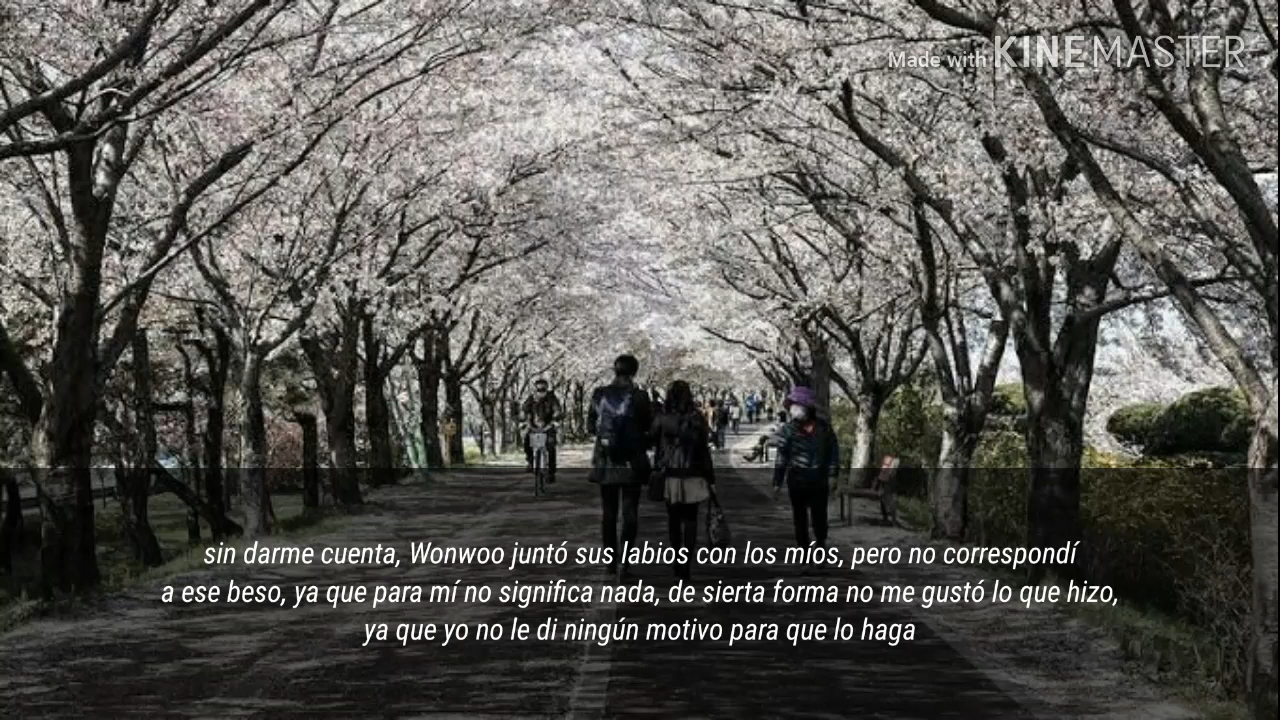 Made with KINEMASTER
sin darme cuenta, Wonwoo juntó sus labios con los míos, pero no correspondí
a ese beso, ya que para mí no significa nada, de sierta forma no me gustó lo que hizo,
ya que yo no le di ningún motivo para que lo haga